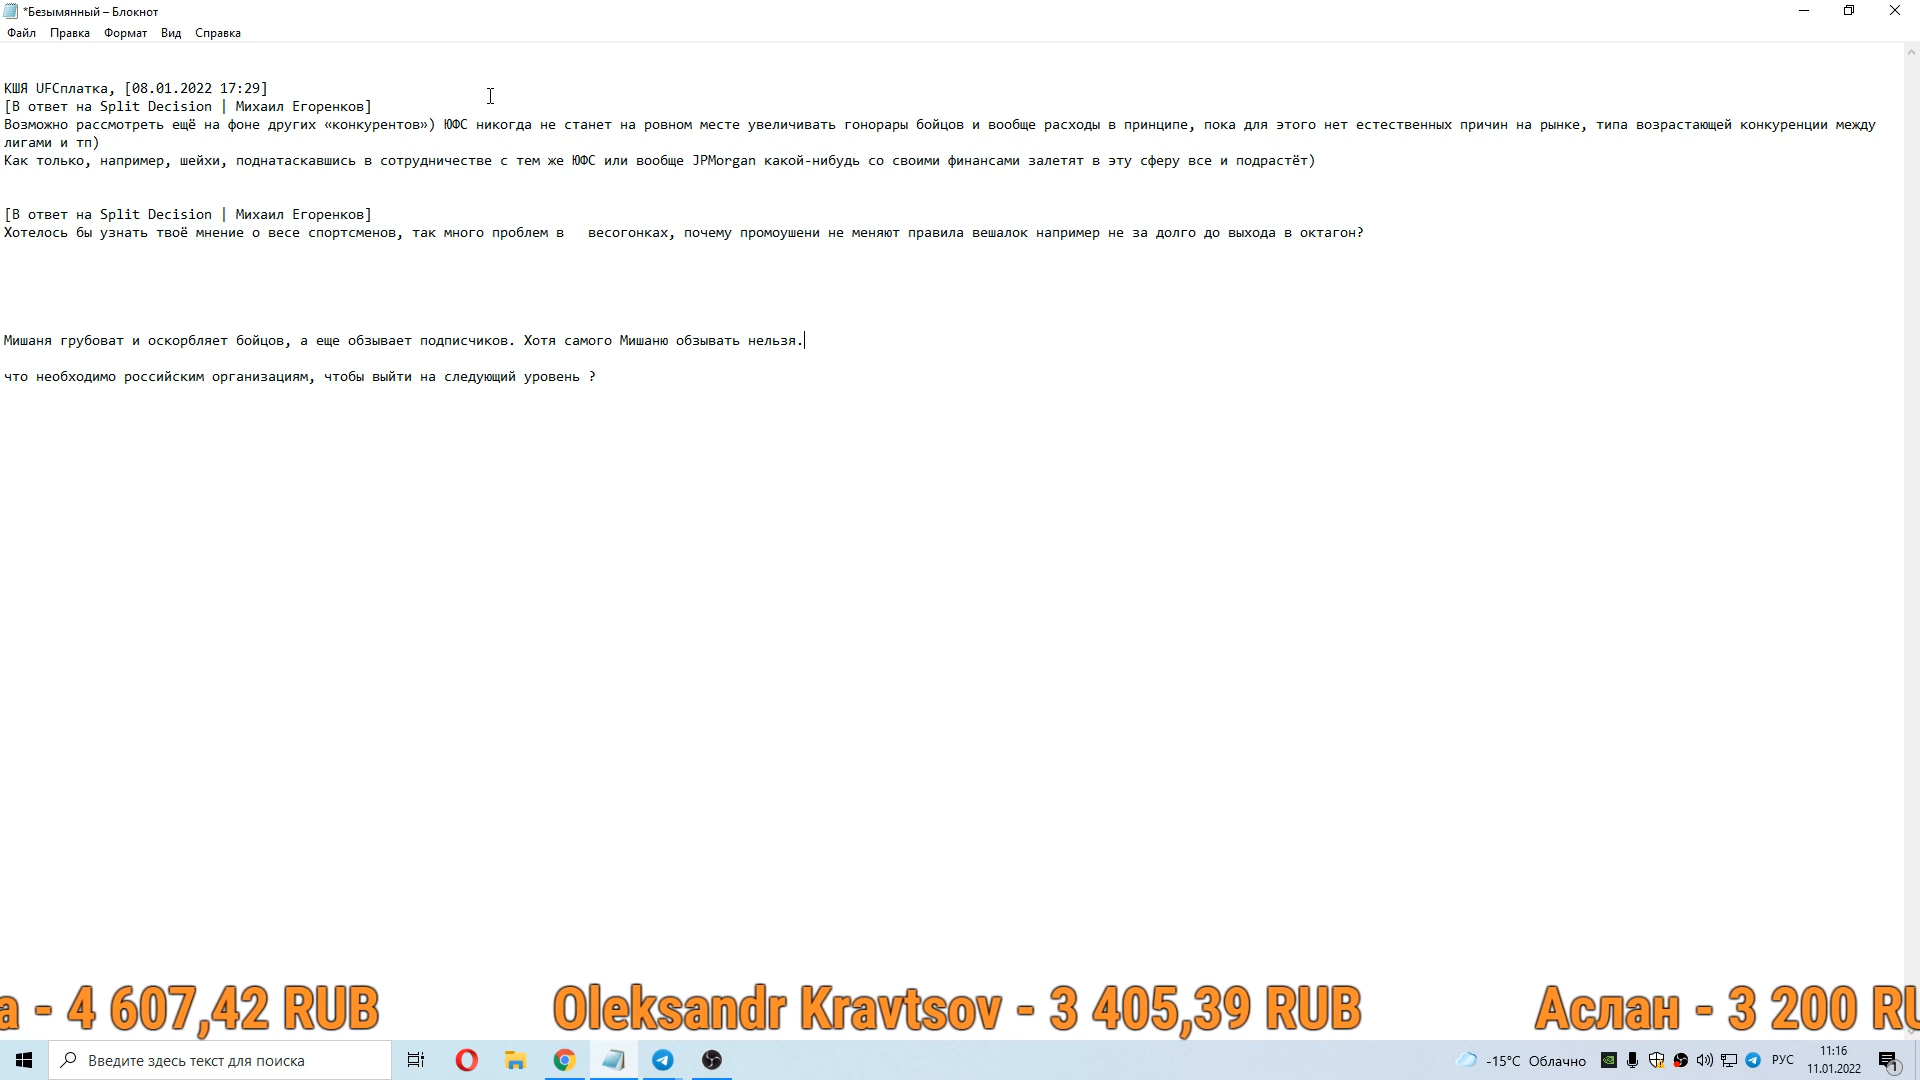 *Безымянный – Блокнот
Файл Правка Формат Вид Справка
КШЯ UFCплатка, [08.01.2022 17:29]
[В ответ на Split Decision | Михаил Егоренков]
Возможно рассмотреть ещё на фоне других «конкурентов») ЮФС никогда не станет на ровном месте увеличивать гонорары бойцов и вообще расходы в принципе, пока для этого нет естественных причин на рынке, типа возрастающей конкуренции между
лигами и тп)
Как только, например, шейхи, поднатаскавшись в сотрудничестве с тем же ЮФС или вообще JPMorgan какой-нибудь со своими финансами залетят в эту сферу все и подрастёт)
[В ответ на Split Decision | Михаил Егоренков]
Хотелось бы узнать твоё мнение о весе спортсменов, так много проблем в весогонках, почему промоушени не меняют правила вешалок например не за долго до выхода в октагон?
Мишаня грубоват и оскорбляет бойцов, а еще обзывает подписчиков. Хотя самого Мишаню обзывать нельзя.
что необходимо российским организациям, чтобы выйти на следующий уровень ?
а - 4 607,42 RUB Oleksandr Kravtsov - 3 405,39 RUB Аслан - 3 200 RU
Введите здесь текст для поиска -15°C Облачно РУС 11:16
11.01.2022 1